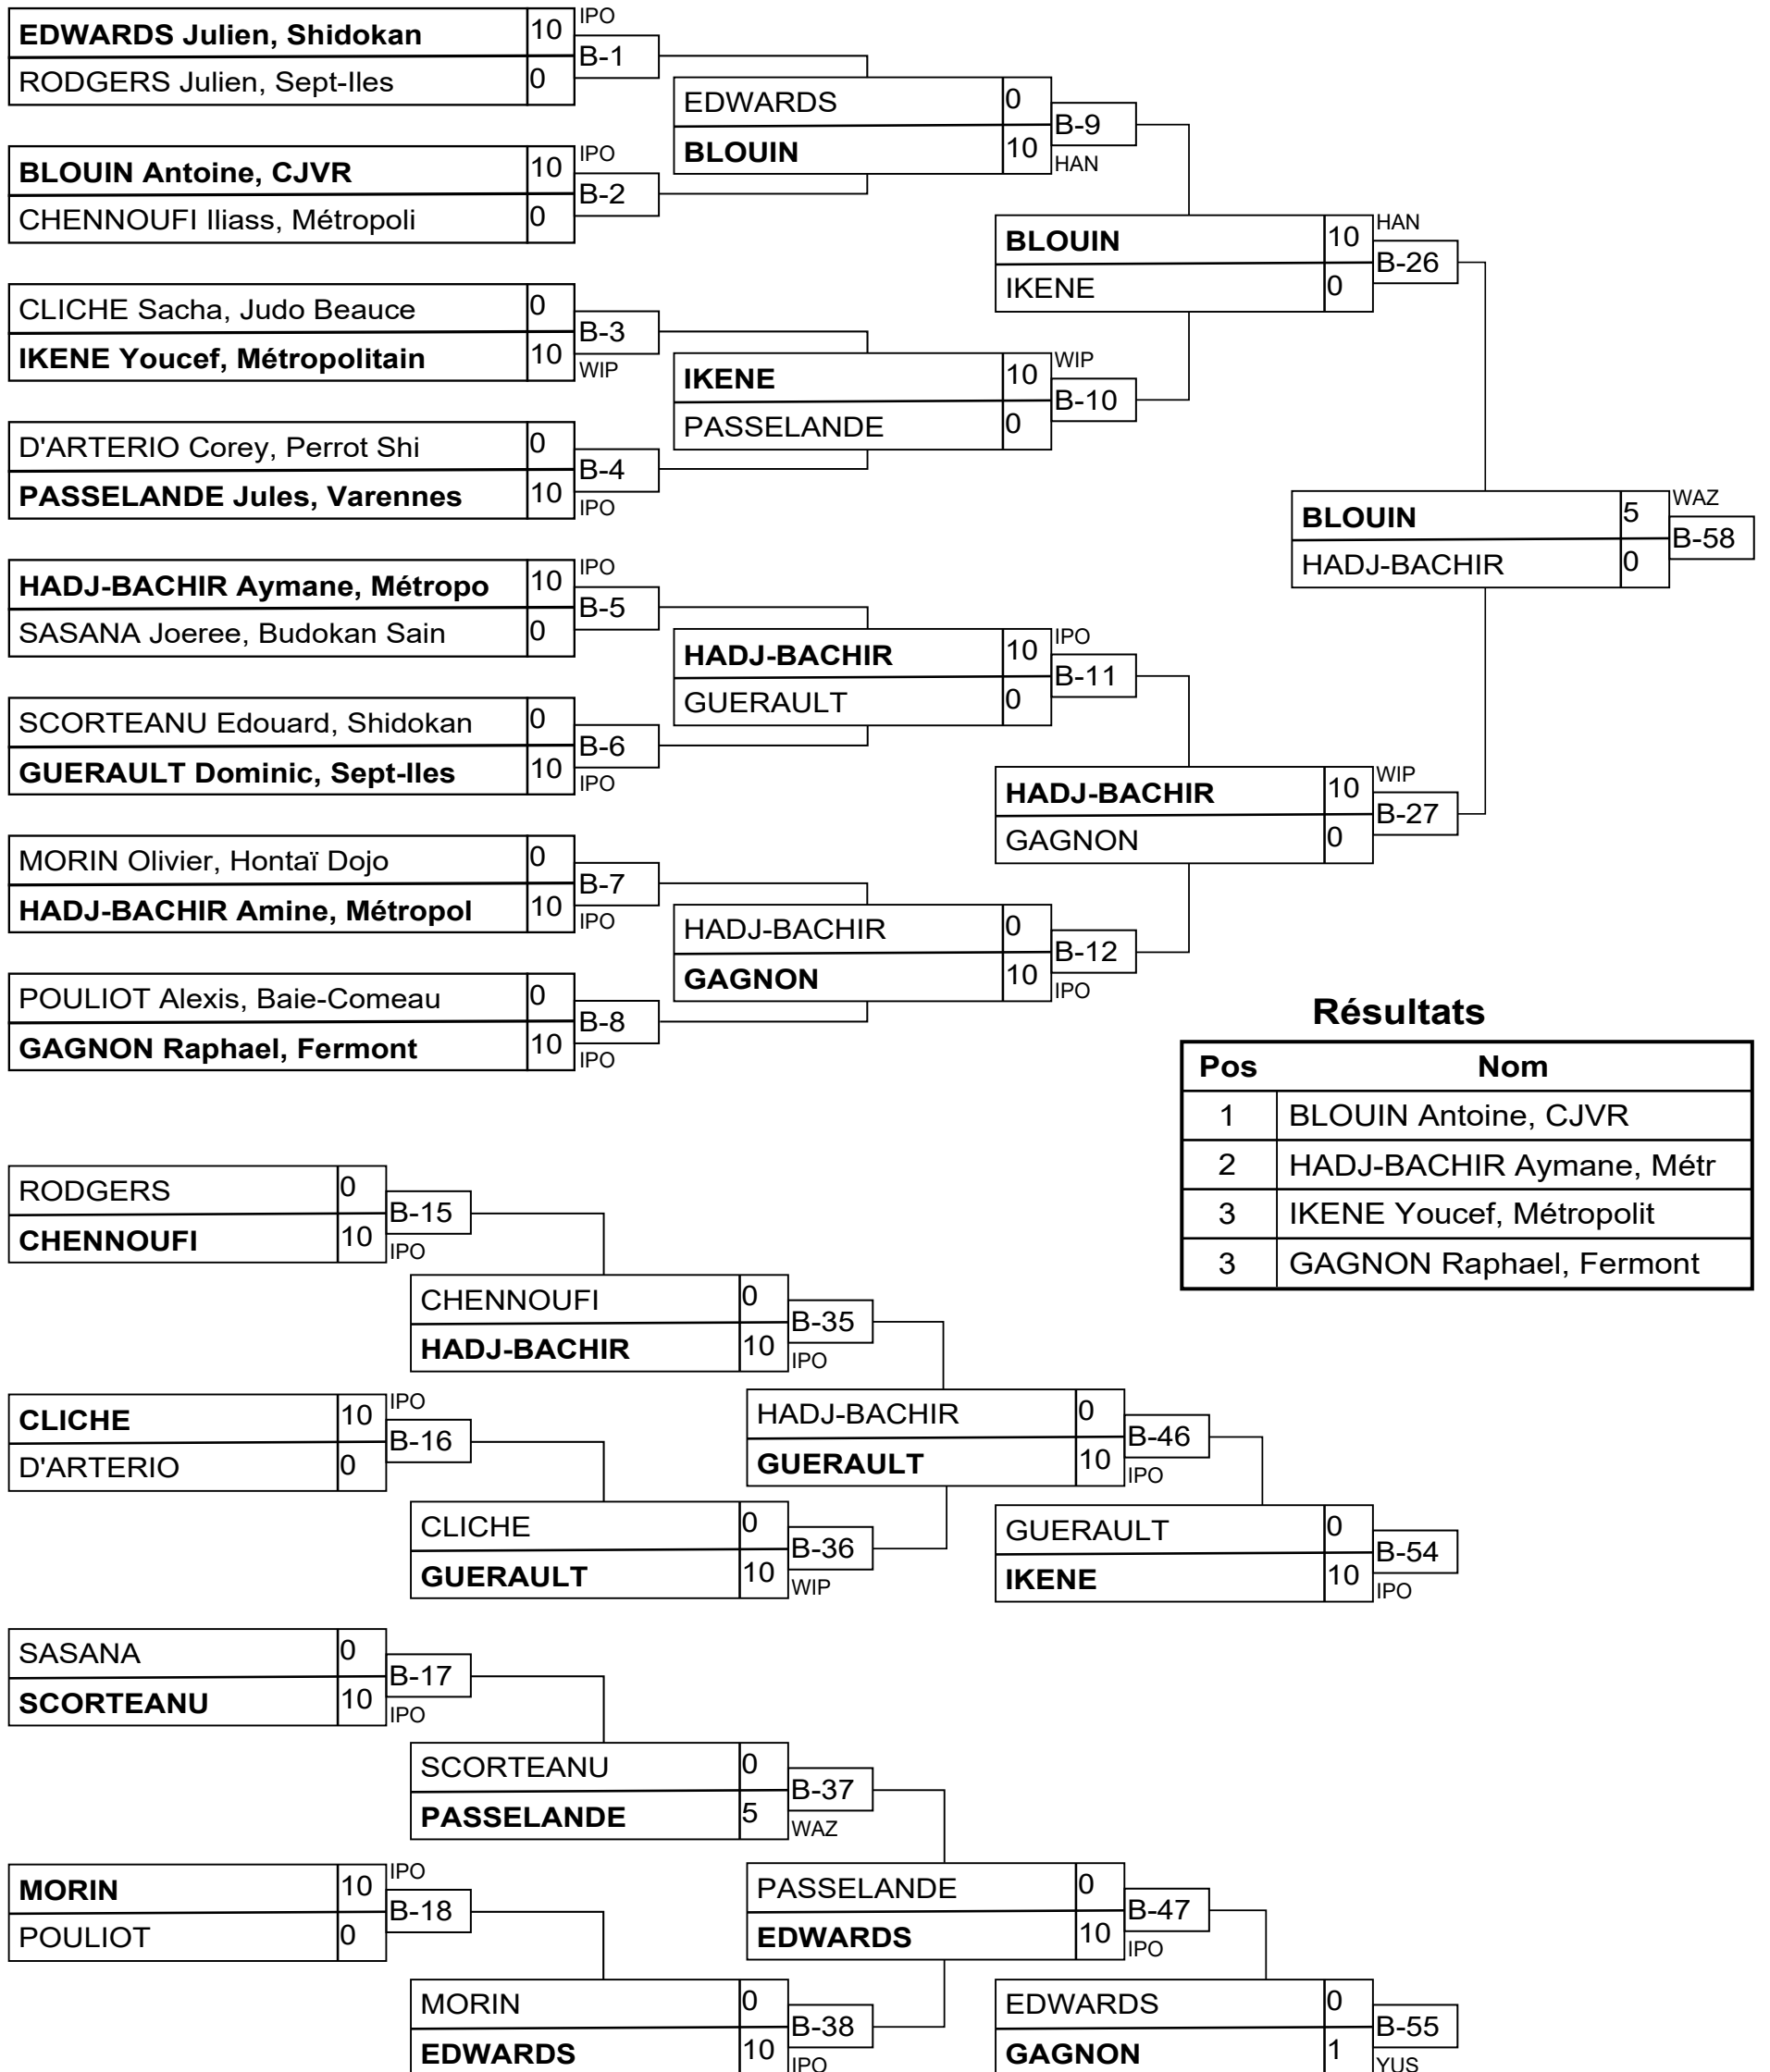 EDWARDS Julien, Shidokan 10 IPO
B-1
RODGERS Julien, Sept-Iles 0
EDWARDS 0
B-9
BLOUIN 10 HAN
BLOUIN Antoine, CJVR 10 IPO
B-2
CHENNOUFI Iliass, Métropoli 0
BLOUIN 10 HAN
B-26
IKENE 0
CLICHE Sacha, Judo Beauce 0
B-3
IKENE Youcef, Métropolitain 10 WIP
IKENE 10 WIP
B-10
PASSELANDE 0
D'ARTERIO Corey, Perrot Shi 0
B-4
PASSELANDE Jules, Varennes 10 IPO
BLOUIN 5 WAZ
B-58
HADJ-BACHIR 0
HADJ-BACHIR Aymane, Métropo 10 IPO
B-5
SASANA Joeree, Budokan Sain 0
HADJ-BACHIR 10 IPO
B-11
GUERAULT 0
SCORTEANU Edouard, Shidokan 0
B-6
GUERAULT Dominic, Sept-Iles 10 IPO
HADJ-BACHIR 10 WIP
B-27
GAGNON 0
MORIN Olivier, Hontaï Dojo 0
B-7
HADJ-BACHIR Amine, Métropol 10 IPO
HADJ-BACHIR 0
B-12
GAGNON 10 IPO
POULIOT Alexis, Baie-Comeau 0
B-8
GAGNON Raphael, Fermont 10 IPO
Résultats
Pos Nom
1 BLOUIN Antoine, CJVR
2 HADJ-BACHIR Aymane, Métr
3 IKENE Youcef, Métropolit
3 GAGNON Raphael, Fermont
RODGERS 0
B-15
CHENNOUFI 10 IPO
CHENNOUFI 0
B-35
HADJ-BACHIR 10 IPO
CLICHE 10 IPO
B-16
D'ARTERIO 0
HADJ-BACHIR 0
B-46
GUERAULT 10 IPO
CLICHE 0
B-36
GUERAULT 10 WIP
GUERAULT 0
B-54
IKENE 10 IPO
SASANA 0
B-17
SCORTEANU 10 IPO
SCORTEANU 0
B-37
PASSELANDE 5 WAZ
MORIN 10 IPO
B-18
POULIOT 0
PASSELANDE 0
B-47
EDWARDS 10 IPO
MORIN 0
B-38
EDWARDS 10 IPO
EDWARDS 0
B-55
GAGNON 1 YUS